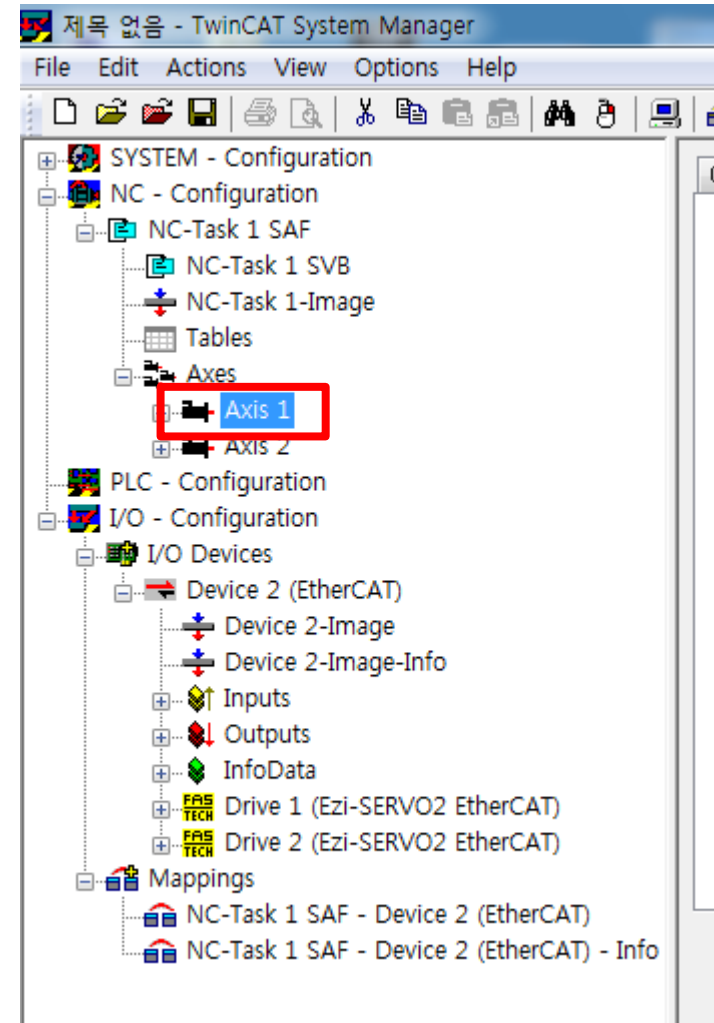 제목 없음 - TwinCAT System Manager
File Edit Actions View Options Help
SYSTEM - Configuration
NC - Configuration
NC-Task 1 SAF
NC-Task 1 SVB
NC-Task 1-Image
Tables
Axes
Axis 1
Axis 2
PLC - Configuration
I/O - Configuration
I/O Devices
Device 2 (EtherCAT)
Device 2-Image
Device 2-Image-Info
Inputs
Outputs
InfoData
FAS TECH Drive 1 (Ezi-SERVO2 EtherCAT)
FAS TECH Drive 2 (Ezi-SERVO2 EtherCAT)
Mappings
NC-Task 1 SAF - Device 2 (EtherCAT)
NC-Task 1 SAF - Device 2 (EtherCAT) - Info